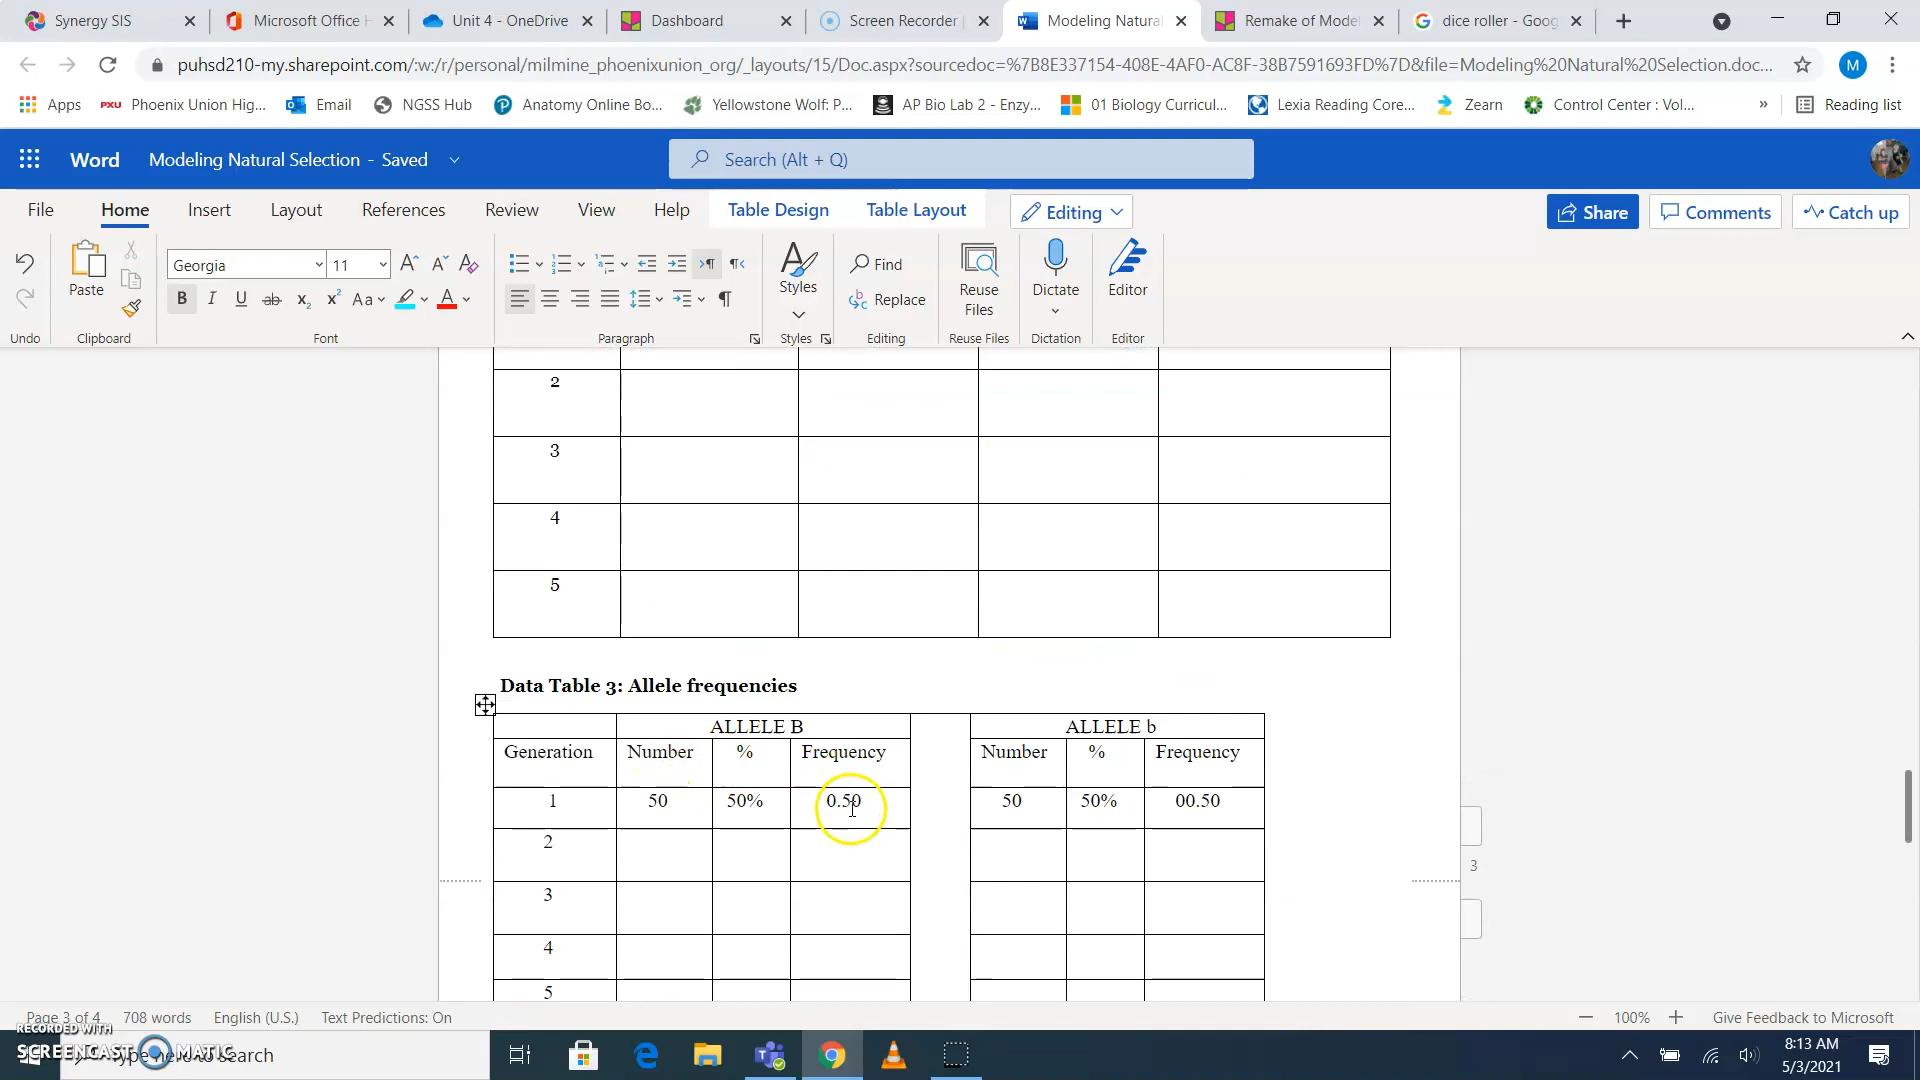 Synergy SIS
Microsoft Office H
Unit 4 - OneDrive
Dashboard
Screen Recorder
Modeling Natural
Remake of Model
dice roller - Goog
puhsd210-my.sharepoint.com/:w:/r/personal/milmine_phoenixunion_org/_layouts/15/Doc.aspx?sourcedoc=%7B8E337154-408E-4AF0-AC8F-38B7591693FD%7D&file=Modeling%20Natural%20Selection.doc...
M
Apps
PXU Phoenix Union Hig...
Email
NGSS Hub
Anatomy Online Bo...
Yellowstone Wolf: P...
AP Bio Lab 2 - Enzy...
01 Biology Curricul...
Lexia Reading Core...
Zearn
Control Center : Vol...
»
Reading list
Word
Modeling Natural Selection - Saved
Search (Alt + Q)
File Home Insert Layout References Review View Help Table Design Table Layout
Editing
Share
Comments
Catch up
Paste
Georgia
11
Find
Replace
Styles
Reuse Files
Dictate
Editor
Undo
Clipboard
Font
Paragraph
Styles
Editing
Reuse Files
Dictation
Editor
2
3
4
5
Data Table 3: Allele frequencies
ALLELE B ALLELE b
Generation Number % Frequency Number % Frequency
1 50 50% 0.50 50 50% 00.50
2
3
4
5
3
Page 3 of 4
708 words
English (U.S.)
Text Predictions: On
100%
Give Feedback to Microsoft
RECORDED WITH
SCREENCAST MATIC
Type here to search
8:13 AM
5/3/2021